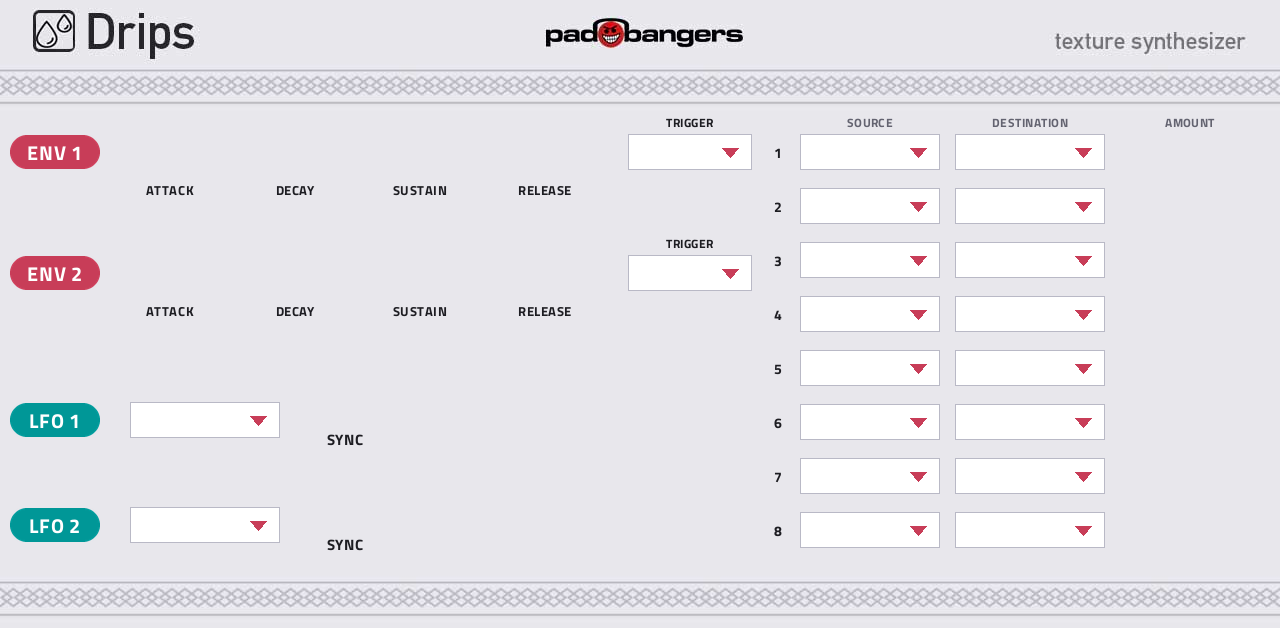 Drips
padbangers
texture synthesizer
ENV 1
ATTACK DECAY SUSTAIN RELEASE
TRIGGER
ENV 2
ATTACK DECAY SUSTAIN RELEASE
TRIGGER
LFO 1
SYNC
LFO 2
SYNC
SOURCE DESTINATION AMOUNT
1
2
3
4
5
6
7
8